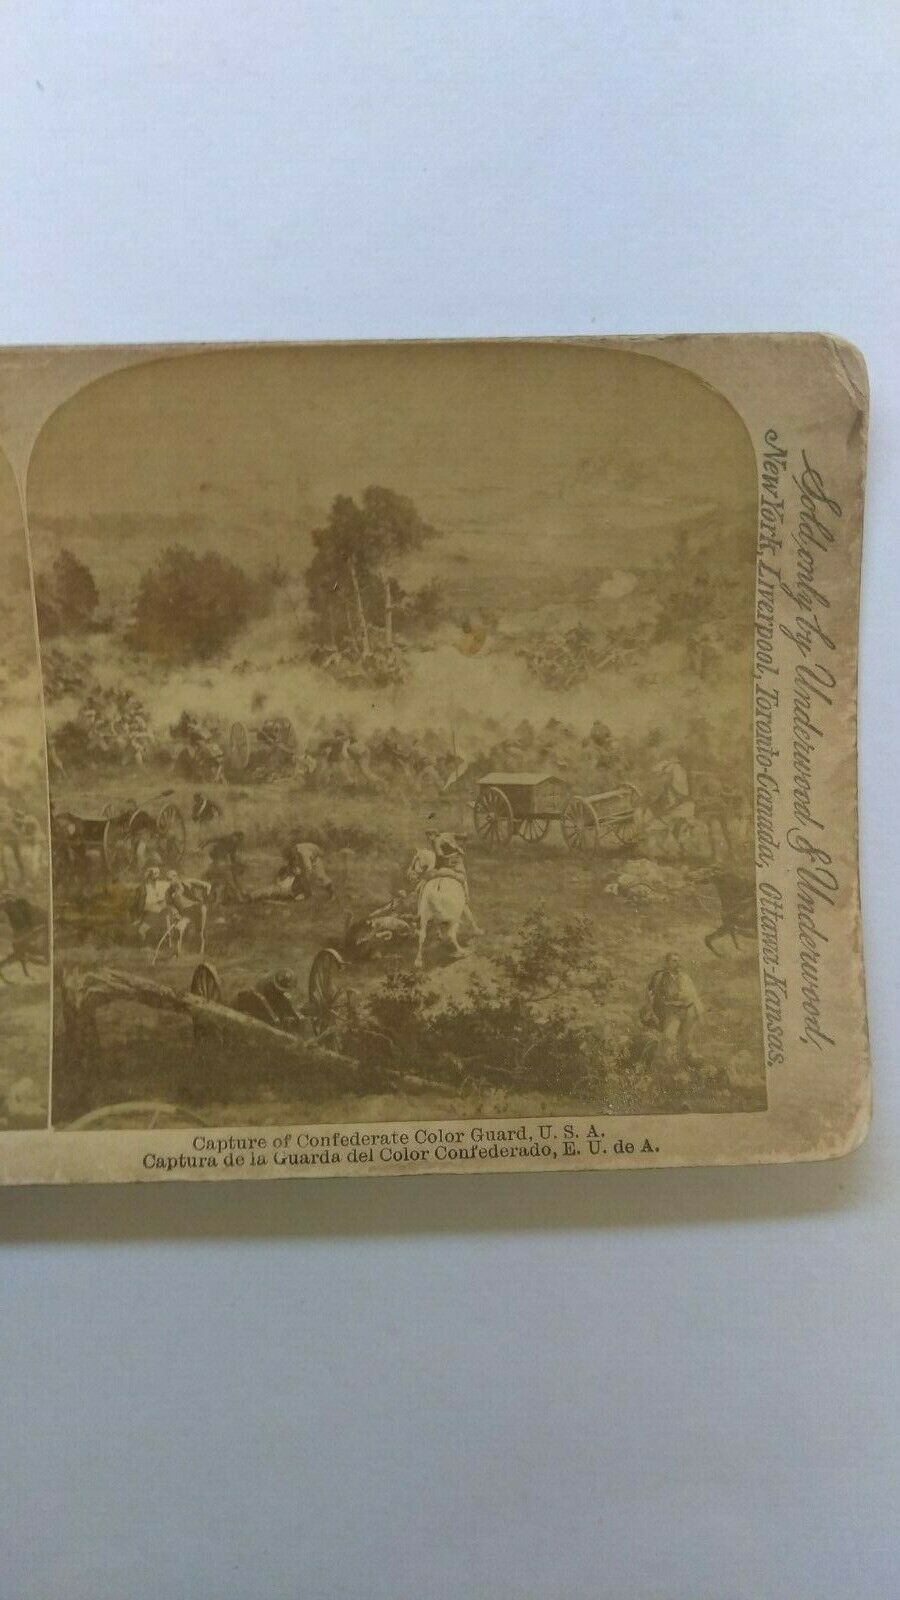 Capture of Confederate Color Guard, U. S. A.
Captura de la Guarda del Color Confederado, E. U. de A.
Sold only by Underwood & Underwood,
New York, Liverpool, Toronto-Canada, Ottawa-Kansas.